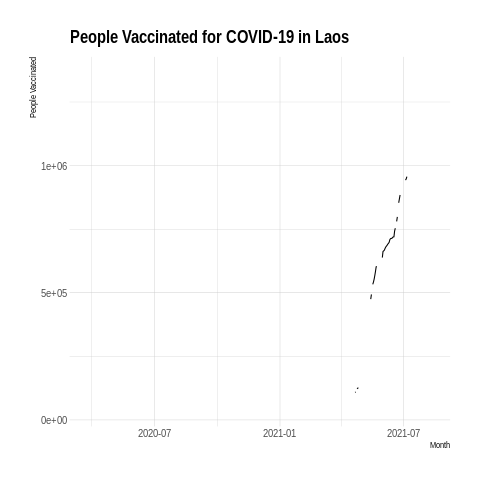 People Vaccinated for COVID-19 in Laos
People Vaccinated
1e+06
5e+05
0e+00
2020-07 2021-01 2021-07
Month